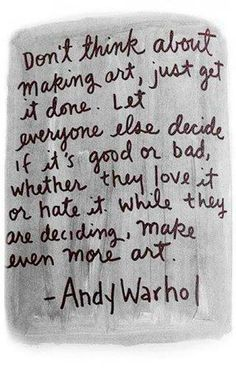 Don't think about
making art, just get
it done. Let
everyone else decide
if it's good or bad,
whether they love it
or hate it. While they
are deciding, make
even more art.
-Andy Warhol